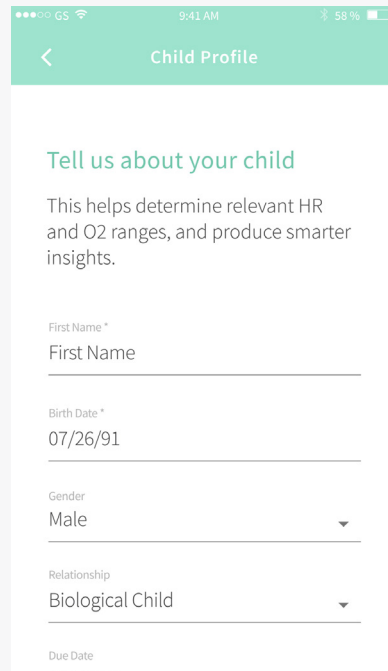 GS 9:41 AM 58 %
Child Profile
Tell us about your child
This helps determine relevant HR
and O2 ranges, and produce smarter
insights.
First Name *
First Name
Birth Date *
07/26/91
Gender
Male
Relationship
Biological Child
Due Date